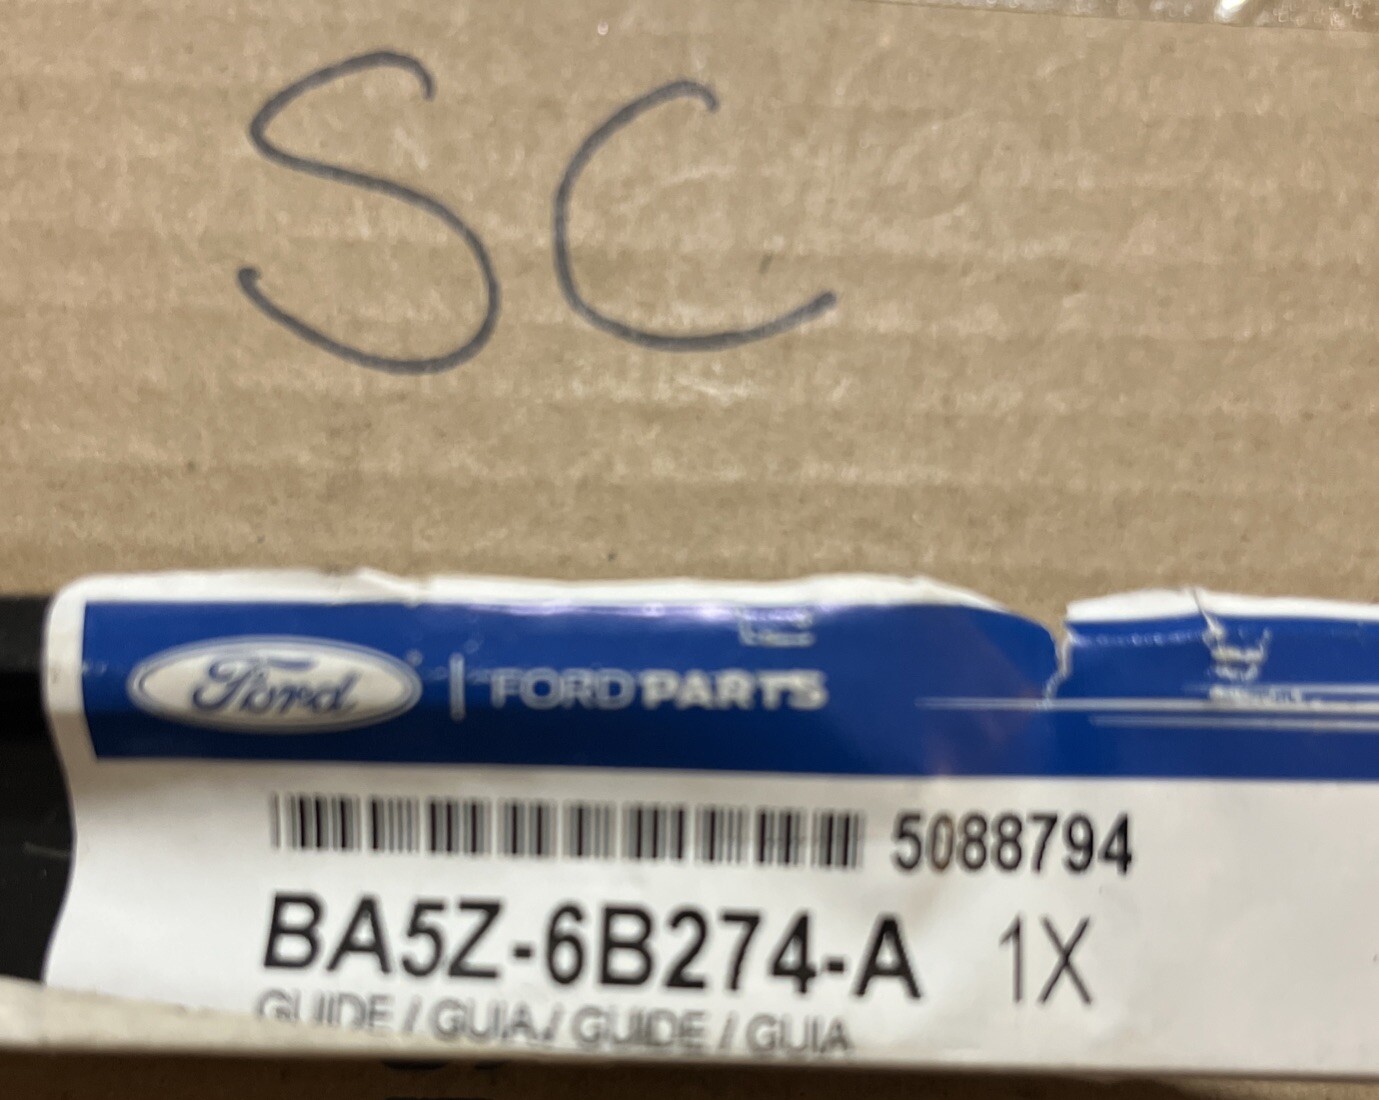 SC
Ford | FORD PARTS
5088794
BA5Z-6B274-A 1X
GUIDE / GUIA / GUIDE / GUIA